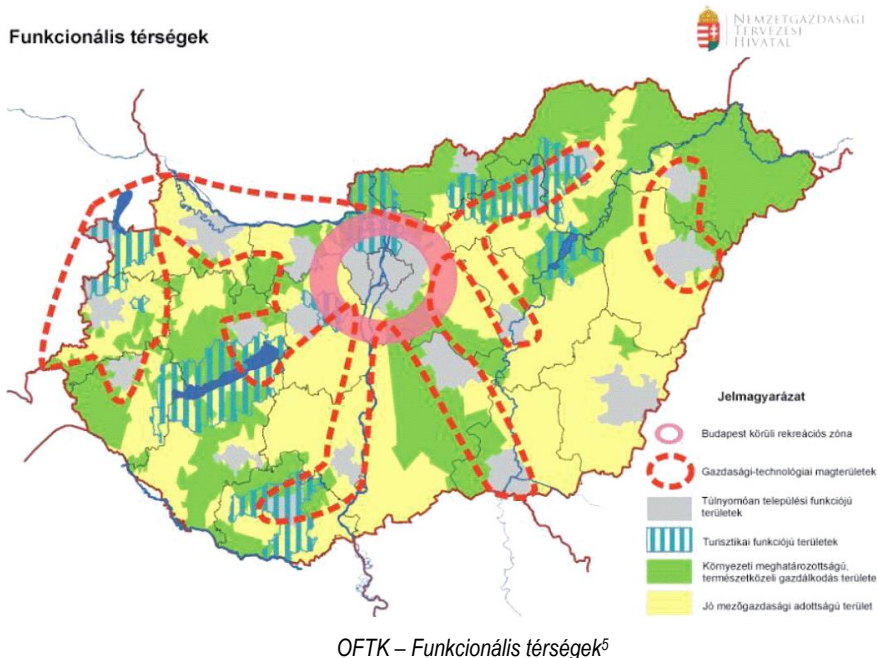 Funkcionális térségek
NEMZETGAZDASÁGI
TERVEZÉSI
HIVATAL
Jelmagyarázat
Budapest körüli rekreációs zóna
Gazdasági-technológiai magterületek
Túlnyomóan települési funkciójú
területek
Turisztikai funkciójú területek
Környezeti meghatározottságú,
természetközeli gazdálkodás területe
Jó mezőgazdasági adottságú terület
OFTK – Funkcionális térségek⁵